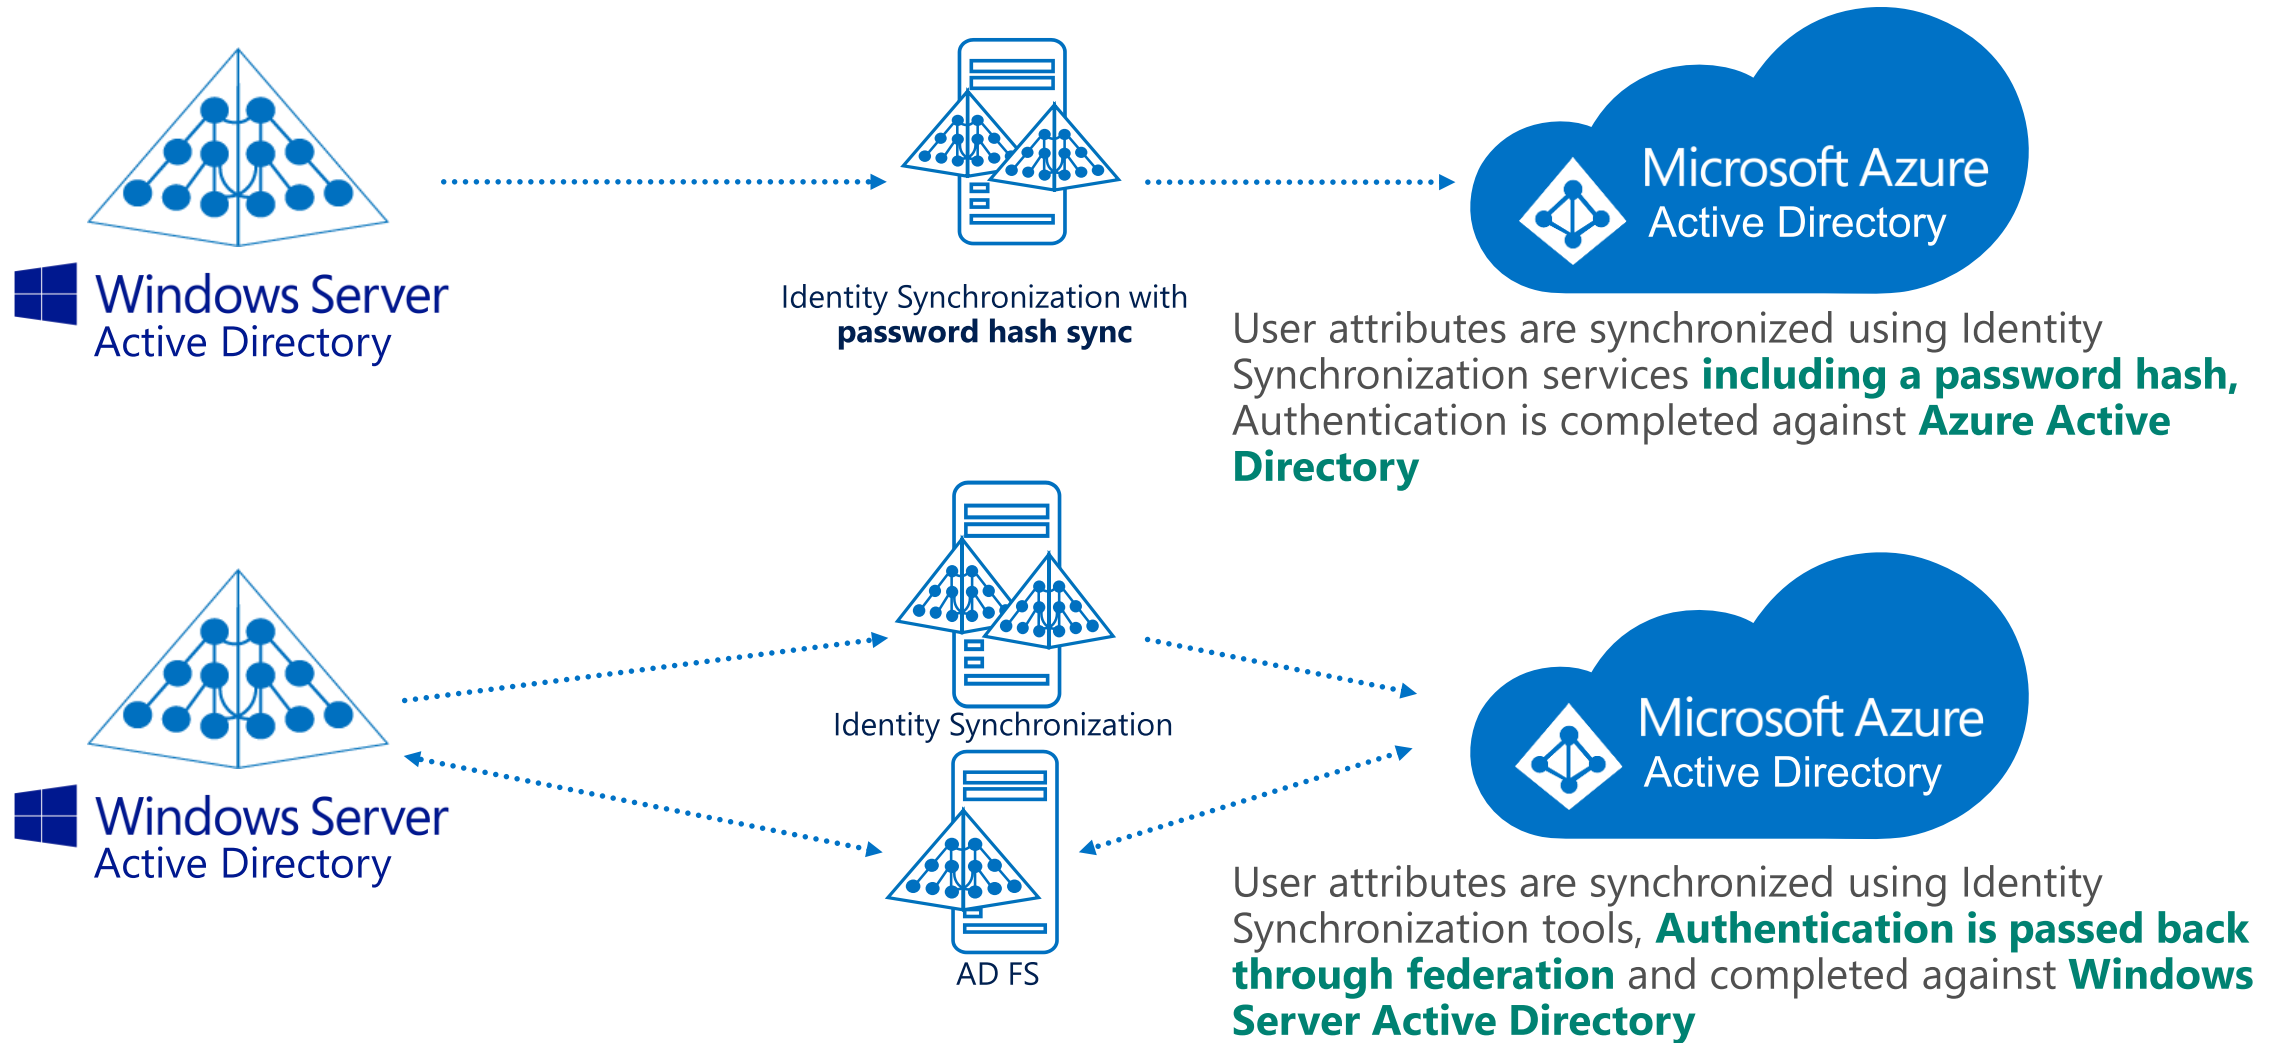 Windows Server
Active Directory
Identity Synchronization with
password hash sync
Microsoft Azure
Active Directory
User attributes are synchronized using Identity
Synchronization services including a password hash,
Authentication is completed against Azure Active
Directory
Windows Server
Active Directory
Identity Synchronization
AD FS
Microsoft Azure
Active Directory
User attributes are synchronized using Identity
Synchronization tools, Authentication is passed back
through federation and completed against Windows
Server Active Directory